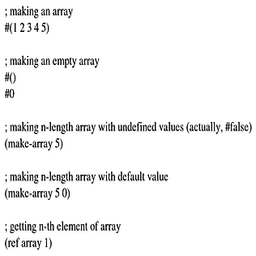 ; making an array
#(1 2 3 4 5)
; making an empty array
#()
#0
; making n-length array with undefined values (actually, #false)
(make-array 5)
; making n-length array with default value
(make-array 5 0)
; getting n-th element of array
(ref array 1)